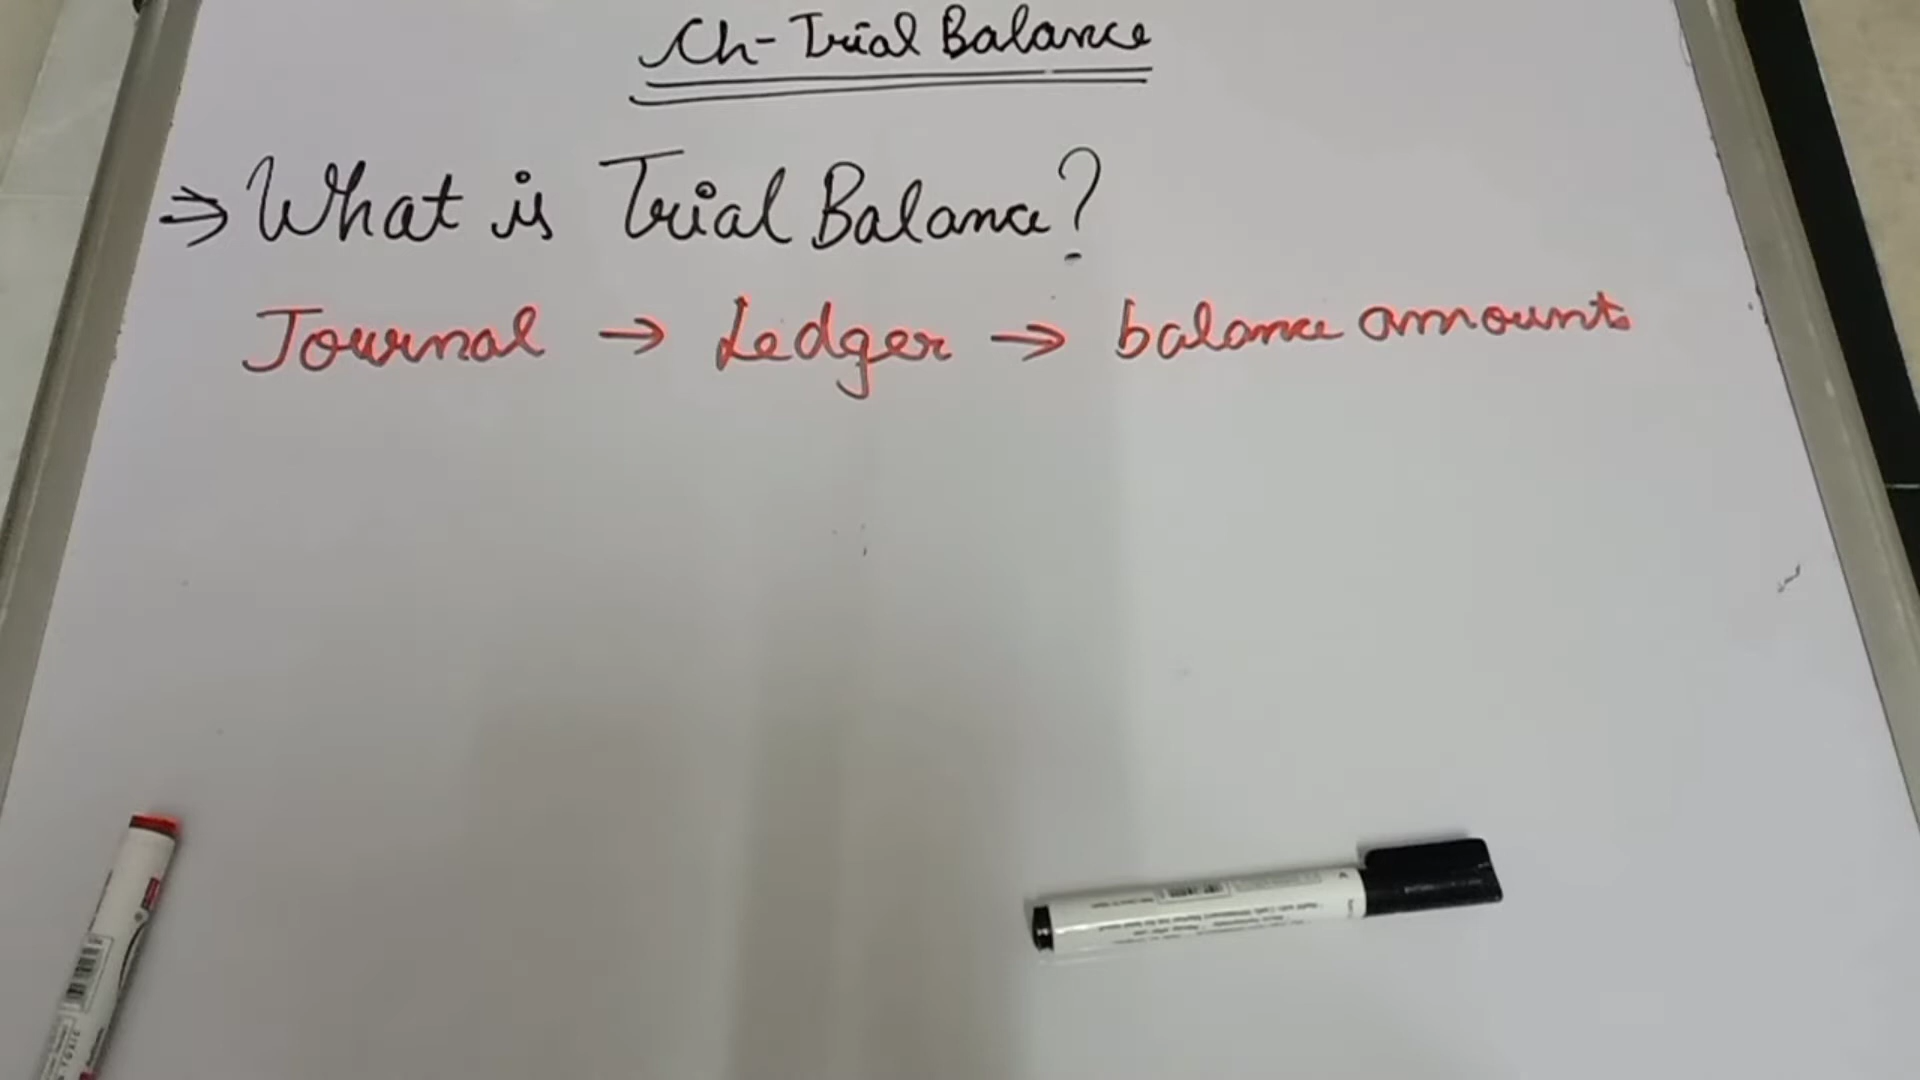 Ch-Trial Balance
⇒ What is Trial Balance?
Journal → Ledger → balance amounts